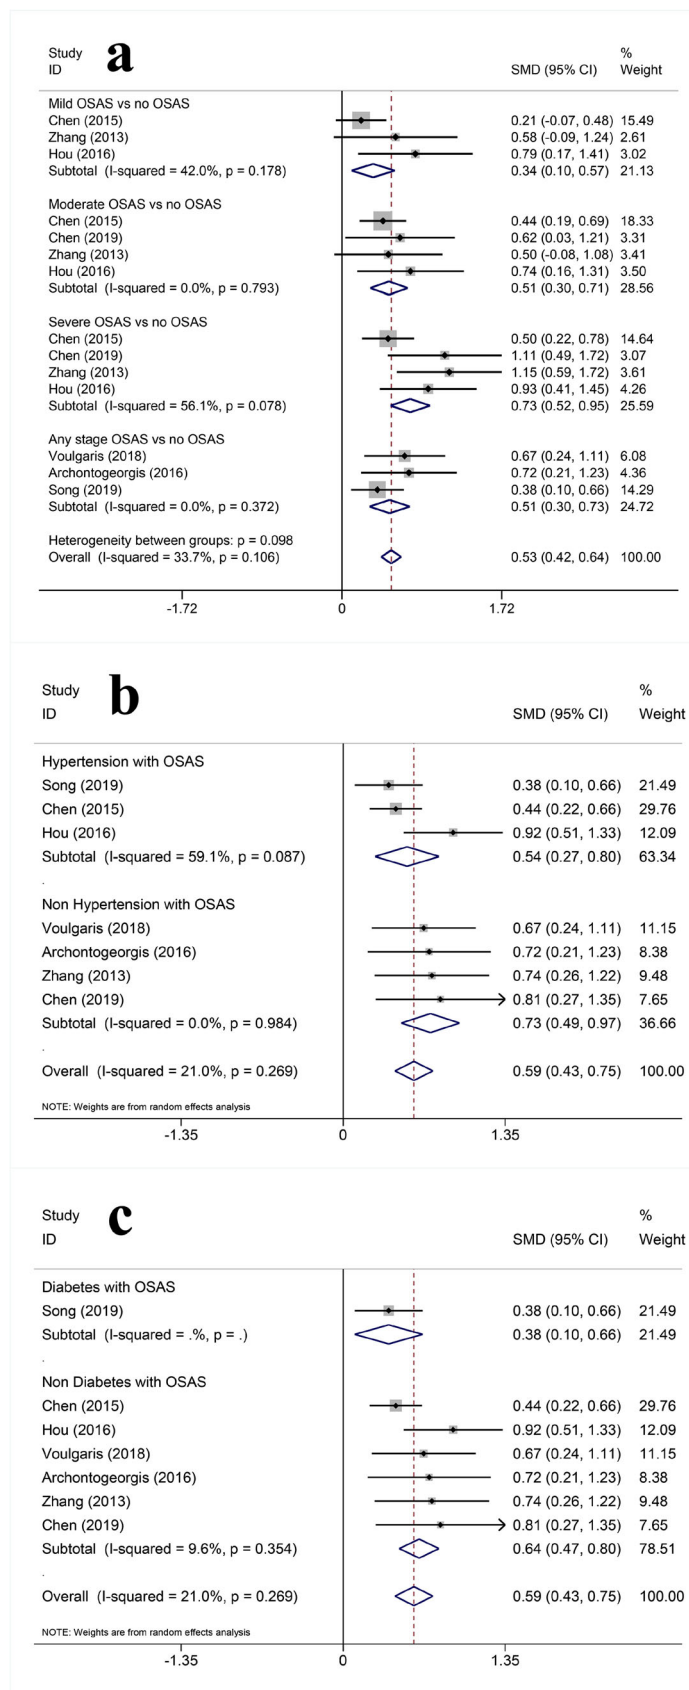 a
Study %
ID SMD (95% CI) Weight
Mild OSAS vs no OSAS
Chen (2015) 0.21 (-0.07, 0.48) 15.49
Zhang (2013) 0.58 (-0.09, 1.24) 2.61
Hou (2016) 0.79 (0.17, 1.41) 3.02
Subtotal (I-squared = 42.0%, p = 0.178) 0.34 (0.10, 0.57) 21.13
Moderate OSAS vs no OSAS
Chen (2015) 0.44 (0.19, 0.69) 18.33
Chen (2019) 0.62 (0.03, 1.21) 3.31
Zhang (2013) 0.50 (-0.08, 1.08) 3.41
Hou (2016) 0.74 (0.16, 1.31) 3.50
Subtotal (I-squared = 0.0%, p = 0.793) 0.51 (0.30, 0.71) 28.56
Severe OSAS vs no OSAS
Chen (2015) 0.50 (0.22, 0.78) 14.64
Chen (2019) 1.11 (0.49, 1.72) 3.07
Zhang (2013) 1.15 (0.59, 1.72) 3.61
Hou (2016) 0.93 (0.41, 1.45) 4.26
Subtotal (I-squared = 56.1%, p = 0.078) 0.73 (0.52, 0.95) 25.59
Any stage OSAS vs no OSAS
Voulgaris (2018) 0.67 (0.24, 1.11) 6.08
Archontogeorgis (2016) 0.72 (0.21, 1.23) 4.36
Song (2019) 0.38 (0.10, 0.66) 14.29
Subtotal (I-squared = 0.0%, p = 0.372) 0.51 (0.30, 0.73) 24.72
Heterogeneity between groups: p = 0.098
Overall (I-squared = 33.7%, p = 0.106) 0.53 (0.42, 0.64) 100.00
-1.72 0 1.72
b
Study %
ID SMD (95% CI) Weight
Hypertension with OSAS
Song (2019) 0.38 (0.10, 0.66) 21.49
Chen (2015) 0.44 (0.22, 0.66) 29.76
Hou (2016) 0.92 (0.51, 1.33) 12.09
Subtotal (I-squared = 59.1%, p = 0.087) 0.54 (0.27, 0.80) 63.34
.
Non Hypertension with OSAS
Voulgaris (2018) 0.67 (0.24, 1.11) 11.15
Archontogeorgis (2016) 0.72 (0.21, 1.23) 8.38
Zhang (2013) 0.74 (0.26, 1.22) 9.48
Chen (2019) 0.81 (0.27, 1.35) 7.65
Subtotal (I-squared = 0.0%, p = 0.984) 0.73 (0.49, 0.97) 36.66
.
Overall (I-squared = 21.0%, p = 0.269) 0.59 (0.43, 0.75) 100.00
NOTE: Weights are from random effects analysis
-1.35 0 1.35
c
Study %
ID SMD (95% CI) Weight
Diabetes with OSAS
Song (2019) 0.38 (0.10, 0.66) 21.49
Subtotal (I-squared = .%, p = .) 0.38 (0.10, 0.66) 21.49
.
Non Diabetes with OSAS
Chen (2015) 0.44 (0.22, 0.66) 29.76
Hou (2016) 0.92 (0.51, 1.33) 12.09
Voulgaris (2018) 0.67 (0.24, 1.11) 11.15
Archontogeorgis (2016) 0.72 (0.21, 1.23) 8.38
Zhang (2013) 0.74 (0.26, 1.22) 9.48
Chen (2019) 0.81 (0.27, 1.35) 7.65
Subtotal (I-squared = 9.6%, p = 0.354) 0.64 (0.47, 0.80) 78.51
.
Overall (I-squared = 21.0%, p = 0.269) 0.59 (0.43, 0.75) 100.00
NOTE: Weights are from random effects analysis
-1.35 0 1.35